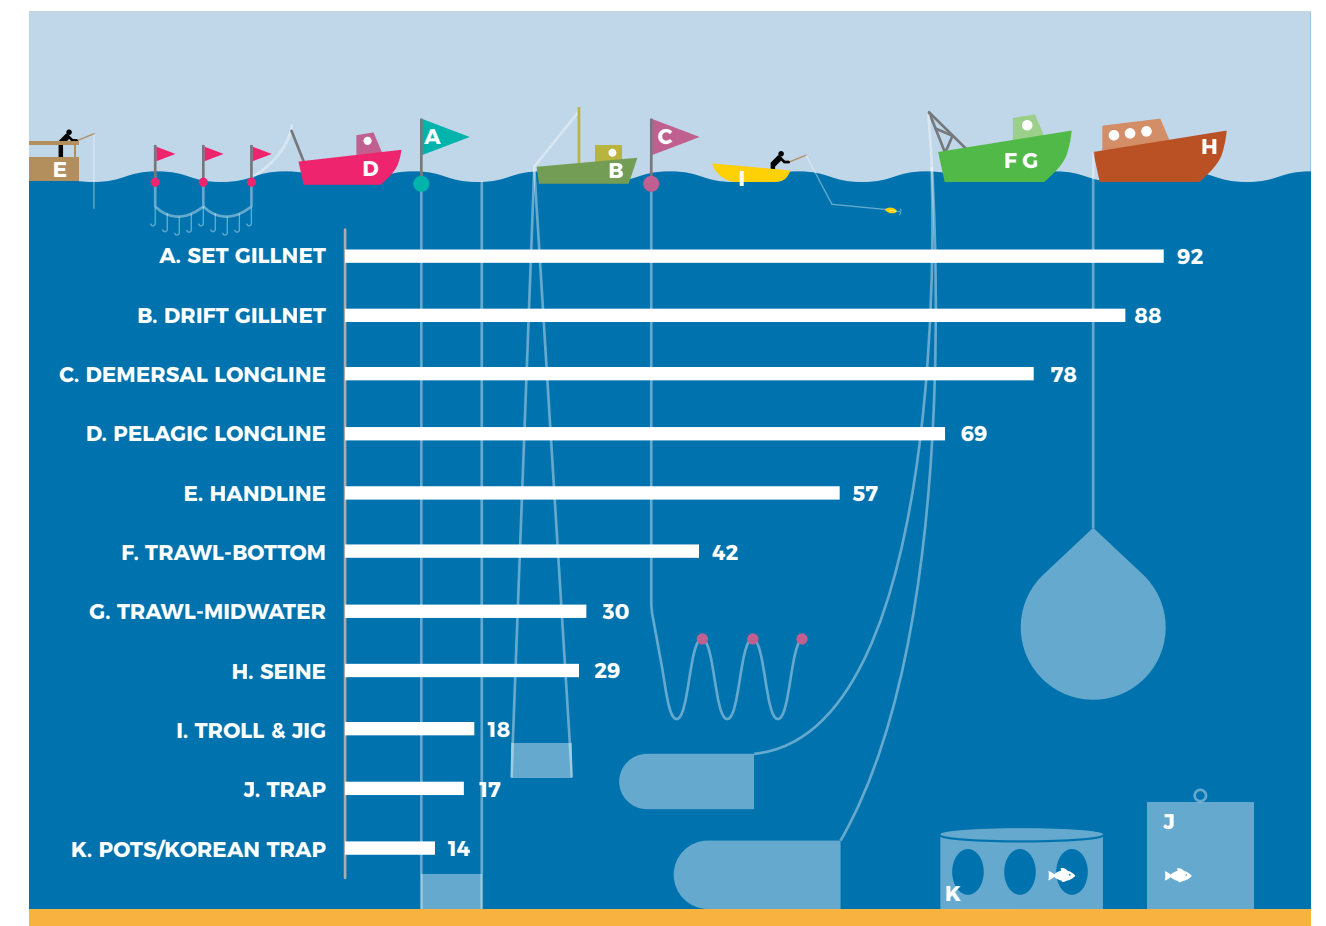 E
D
A
B
C
I
F G
H
A. SET GILLNET 92
B. DRIFT GILLNET 88
C. DEMERSAL LONGLINE 78
D. PELAGIC LONGLINE 69
E. HANDLINE 57
F. TRAWL-BOTTOM 42
G. TRAWL-MIDWATER 30
H. SEINE 29
I. TROLL & JIG 18
J. TRAP 17
K. POTS/KOREAN TRAP 14
J
K